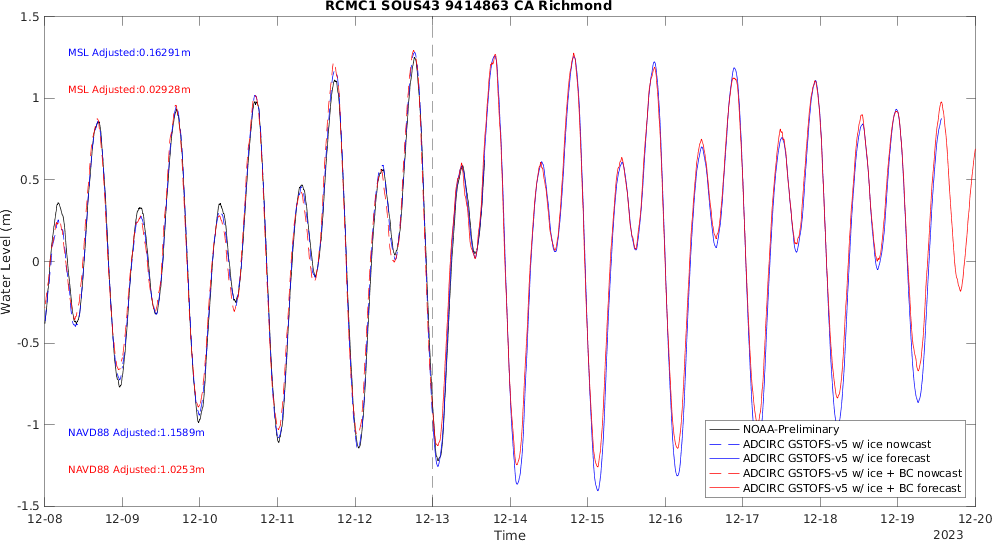 RCMC1 SOUS43 9414863 CA Richmond
1.5
1
0.5
0
-0.5
-1
-1.5
Water Level (m)
MSL Adjusted:0.16291m
MSL Adjusted:0.02928m
NAVD88 Adjusted:1.1589m
NAVD88 Adjusted:1.0253m
NOAA-Preliminary
ADCIRC GSTOFS-v5 w/ ice nowcast
ADCIRC GSTOFS-v5 w/ ice forecast
ADCIRC GSTOFS-v5 w/ ice + BC nowcast
ADCIRC GSTOFS-v5 w/ ice + BC forecast
12-08 12-09 12-10 12-11 12-12 12-13 12-14 12-15 12-16 12-17 12-18 12-19 12-20
Time
2023